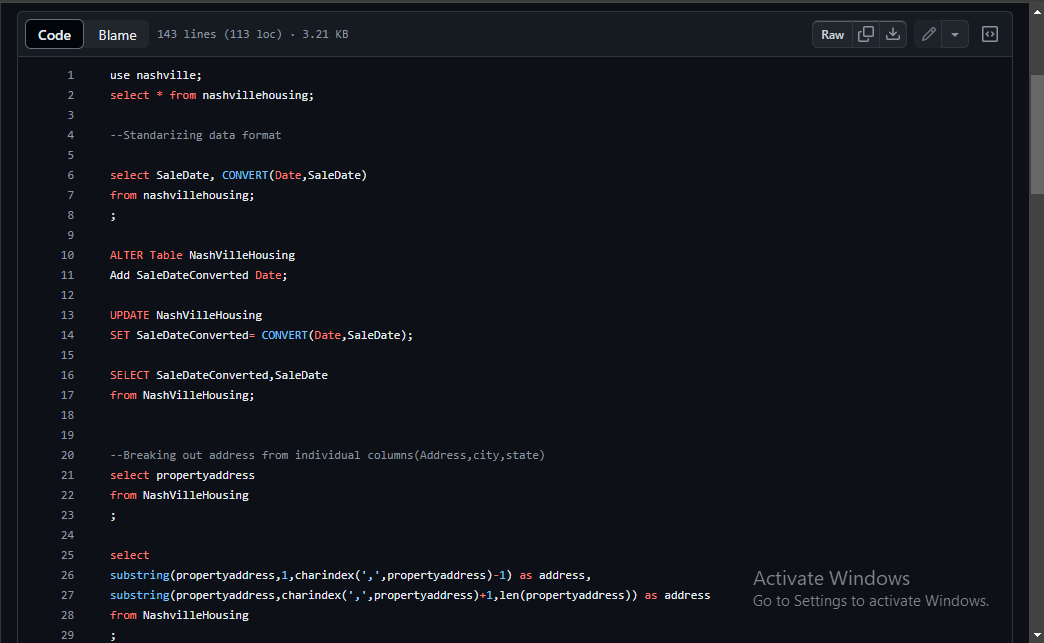 Code Blame 143 lines (113 loc) · 3.21 KB Raw
1 use nashville;
2 select * from nashvillehousing;
3
4 --Standarizing data format
5
6 select SaleDate, CONVERT(Date,SaleDate)
7 from nashvillehousing;
8 ;
9
10 ALTER Table NashVilleHousing
11 Add SaleDateConverted Date;
12
13 UPDATE NashVilleHousing
14 SET SaleDateConverted= CONVERT(Date,SaleDate);
15
16 SELECT SaleDateConverted,SaleDate
17 from NashVilleHousing;
18
19
20 --Breaking out address from individual columns(Address,city,state)
21 select propertyaddress
22 from NashVilleHousing
23 ;
24
25 select
26 substring(propertyaddress,1,charindex(',',propertyaddress)-1) as address,
27 substring(propertyaddress,charindex(',',propertyaddress)+1,len(propertyaddress)) as address
28 from NashVilleHousing
29 ;
Activate Windows
Go to Settings to activate Windows.